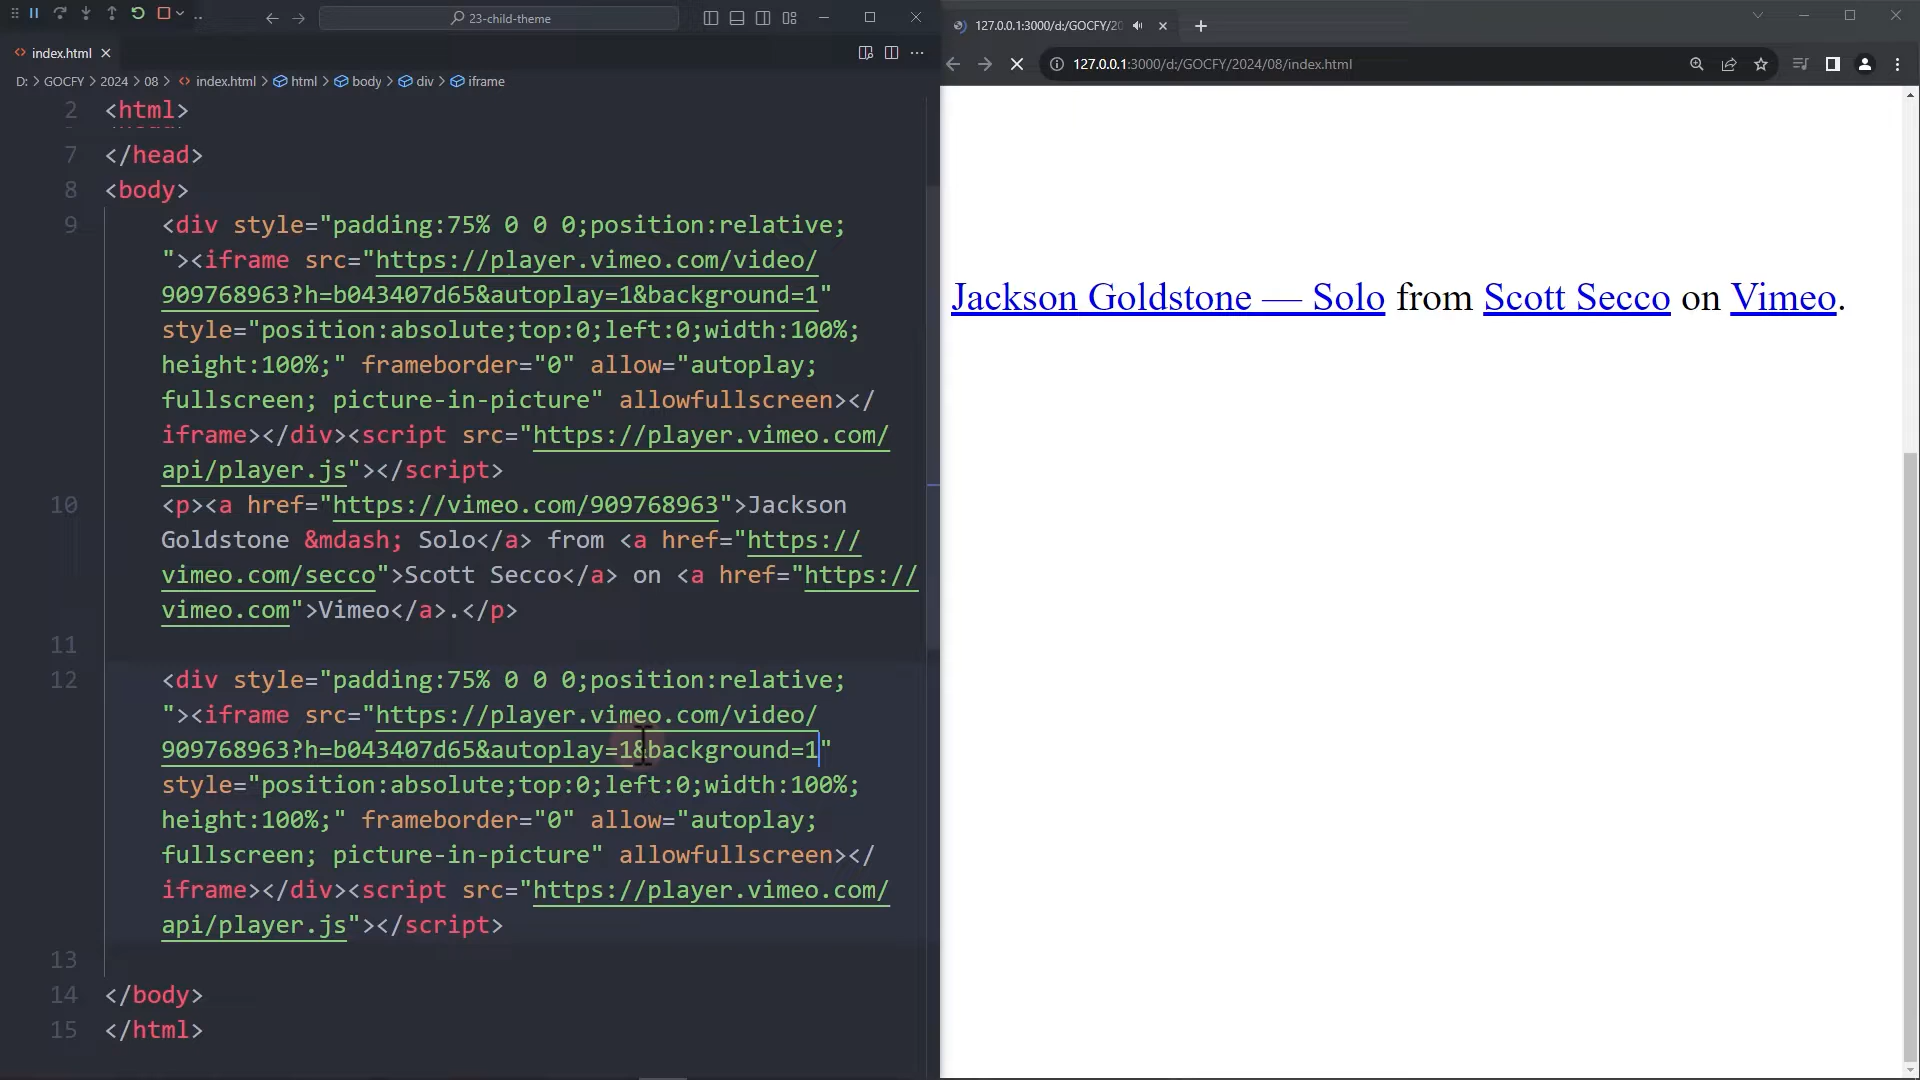 23-child-theme
index.html
D: > GOCFY > 2024 > 08 > index.html > html > body > div > iframe
2 <html>
7 </head>
8 <body>
9 <div style="padding:75% 0 0 0;position:relative;
"><iframe src="https://player.vimeo.com/video/
909768963?h=b043407d65&autoplay=1&background=1"
style="position:absolute;top:0;left:0;width:100%;
height:100%;" frameborder="0" allow="autoplay;
fullscreen; picture-in-picture" allowfullscreen></
iframe></div><script src="https://player.vimeo.com/
api/player.js"></script>
10 <p><a href="https://vimeo.com/909768963">Jackson
Goldstone &mdash; Solo</a> from <a href="https://
vimeo.com/secco">Scott Secco</a> on <a href="https://
vimeo.com">Vimeo</a>.</p>
11
12 <div style="padding:75% 0 0 0;position:relative;
"><iframe src="https://player.vimeo.com/video/
909768963?h=b043407d65&autoplay=1&background=1"
style="position:absolute;top:0;left:0;width:100%;
height:100%;" frameborder="0" allow="autoplay;
fullscreen; picture-in-picture" allowfullscreen></
iframe></div><script src="https://player.vimeo.com/
api/player.js"></script>
13
14 </body>
15 </html>
127.0.0.1:3000/d:/GOCFY/20
127.0.0.1:3000/d:/GOCFY/2024/08/index.html
Jackson Goldstone — Solo from Scott Secco on Vimeo.